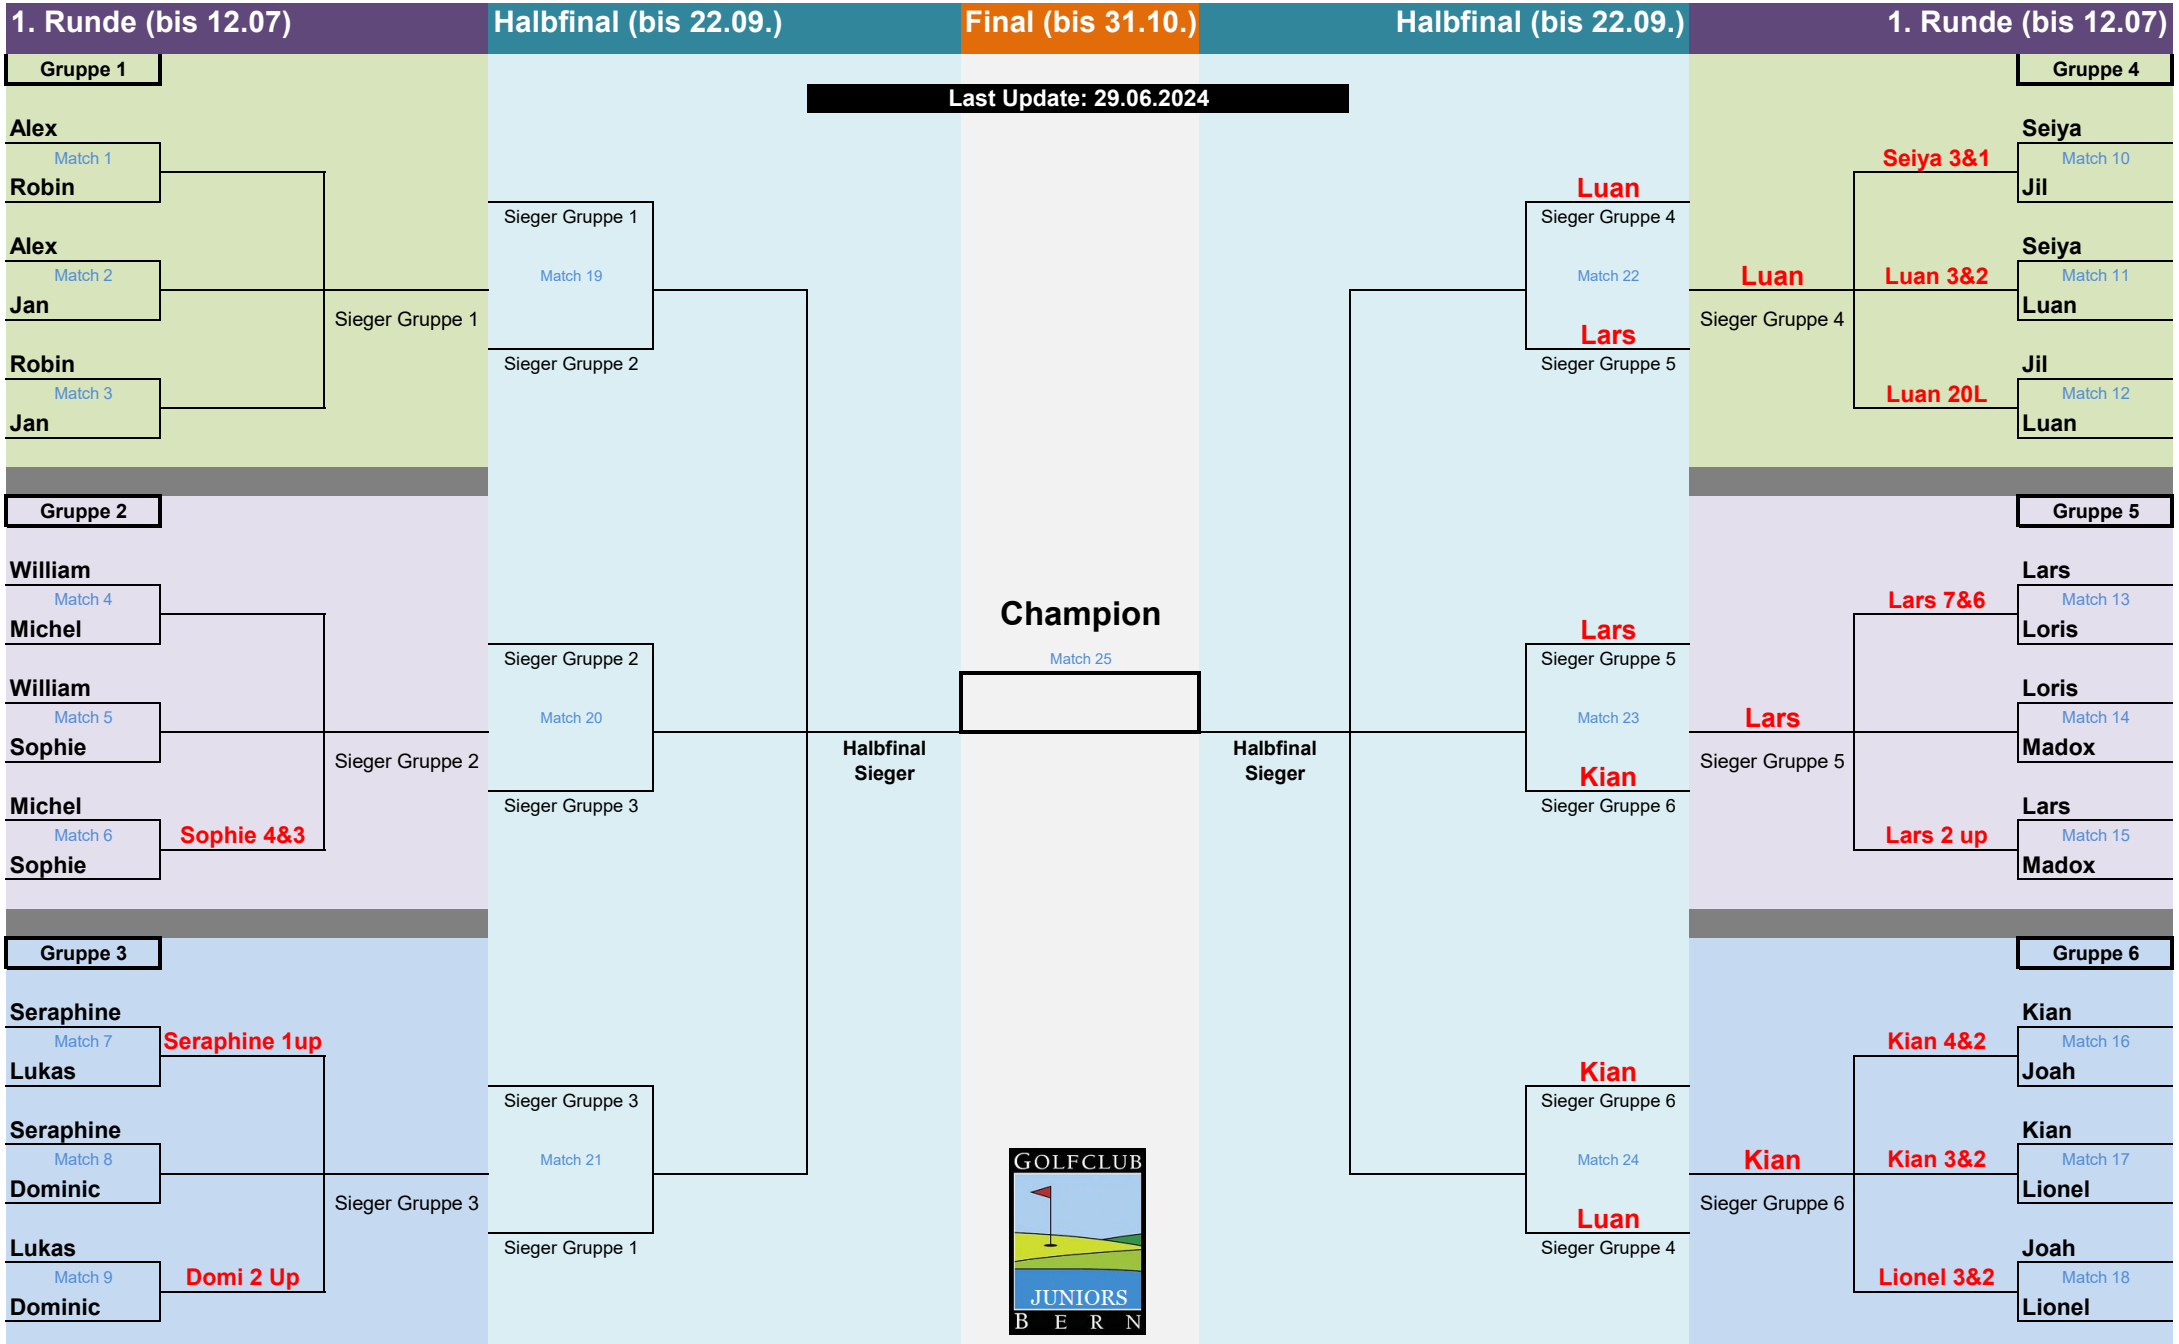 1. Runde (bis 12.07)
Halbfinal (bis 22.09.)
Final (bis 31.10.)
Halbfinal (bis 22.09.)
1. Runde (bis 12.07)
Last Update: 29.06.2024
Gruppe 1
Alex
Match 1
Robin
Alex
Match 2
Jan
Robin
Match 3
Jan
Sieger Gruppe 1
Gruppe 2
William
Match 4
Michel
William
Match 5
Sophie
Michel
Match 6
Sophie
Sophie 4&3
Sieger Gruppe 2
Gruppe 3
Seraphine
Match 7
Lukas
Seraphine 1up
Seraphine
Match 8
Dominic
Lukas
Match 9
Dominic
Domi 2 Up
Sieger Gruppe 3
Sieger Gruppe 1
Match 19
Sieger Gruppe 2
Sieger Gruppe 2
Match 20
Sieger Gruppe 3
Sieger Gruppe 3
Match 21
Sieger Gruppe 1
Halbfinal
Sieger
Champion
Match 25
GOLFCLUB
JUNIORS
BERN
Halbfinal
Sieger
Luan
Sieger Gruppe 4
Match 22
Lars
Sieger Gruppe 5
Lars
Sieger Gruppe 5
Match 23
Kian
Sieger Gruppe 6
Kian
Sieger Gruppe 6
Match 24
Luan
Sieger Gruppe 4
Gruppe 4
Seiya
Seiya 3&1
Match 10
Jil
Seiya
Luan
Luan 3&2
Match 11
Luan
Sieger Gruppe 4
Jil
Luan 20L
Match 12
Luan
Gruppe 5
Lars
Lars 7&6
Match 13
Loris
Loris
Lars
Match 14
Madox
Sieger Gruppe 5
Lars
Lars 2 up
Match 15
Madox
Gruppe 6
Kian
Kian 4&2
Match 16
Joah
Kian
Kian
Kian 3&2
Match 17
Lionel
Sieger Gruppe 6
Joah
Lionel 3&2
Match 18
Lionel